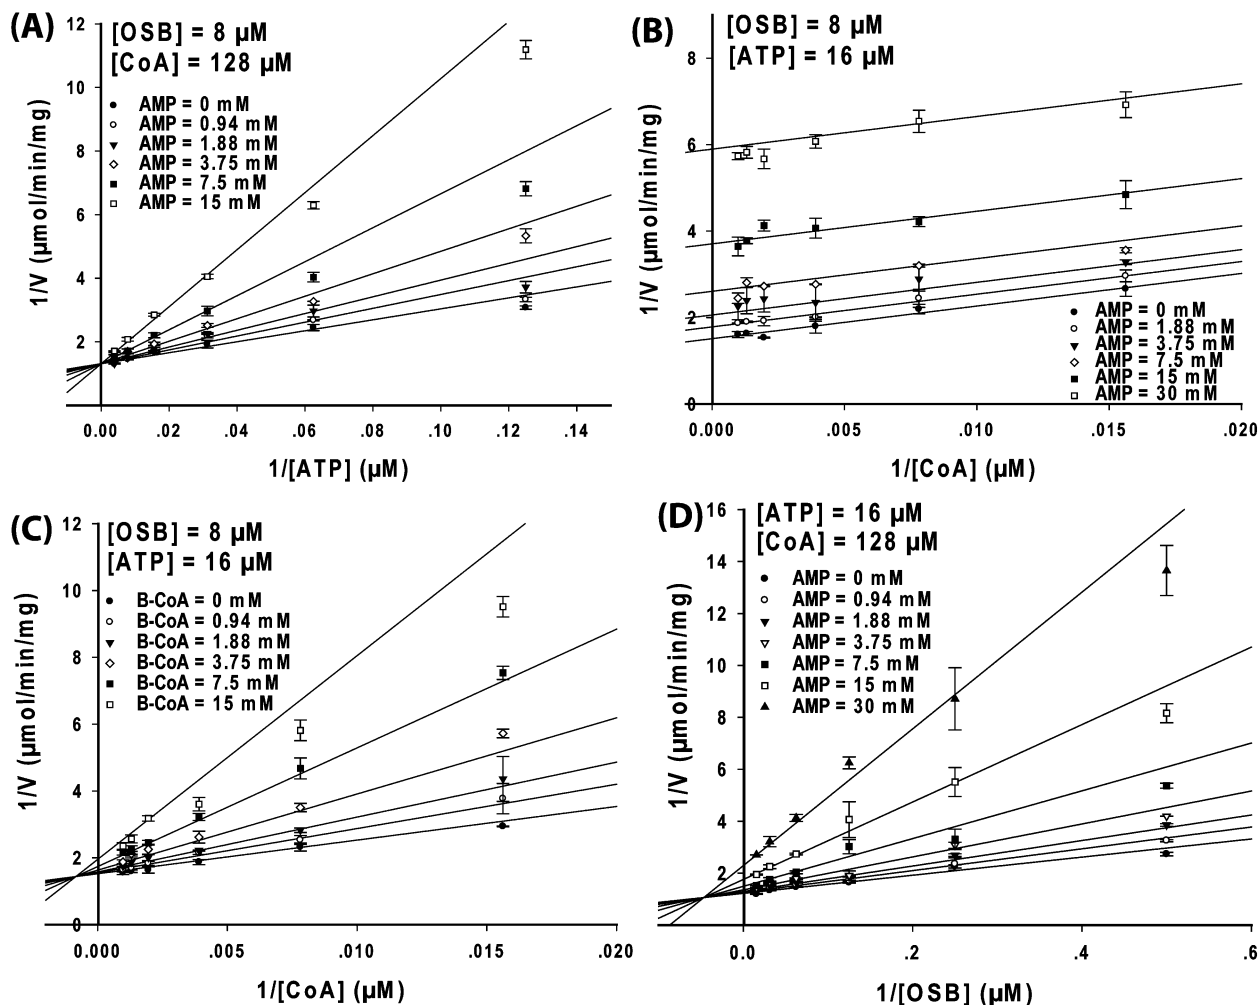 (A)
[OSB] = 8 µM
[CoA] = 128 µM
AMP = 0 mM
AMP = 0.94 mM
AMP = 1.88 mM
AMP = 3.75 mM
AMP = 7.5 mM
AMP = 15 mM
12
10
8
6
4
2
1/V (µmol/min/mg)
0.00 .02 .04 .06 .08 .10 .12 .14
1/[ATP] (µM)
(B)
[OSB] = 8 µM
[ATP] = 16 µM
8
6
4
2
0
1/V (µmol/min/mg)
AMP = 0 mM
AMP = 1.88 mM
AMP = 3.75 mM
AMP = 7.5 mM
AMP = 15 mM
AMP = 30 mM
0.000 .005 .010 .015 .020
1/[CoA] (µM)
(C)
[OSB] = 8 µM
[ATP] = 16 µM
B-CoA = 0 mM
B-CoA = 0.94 mM
B-CoA = 1.88 mM
B-CoA = 3.75 mM
B-CoA = 7.5 mM
B-CoA = 15 mM
12
10
8
6
4
2
0
1/V (µmol/min/mg)
0.000 .005 .010 .015 .020
1/[CoA] (µM)
(D)
[ATP] = 16 µM
[CoA] = 128 µM
AMP = 0 mM
AMP = 0.94 mM
AMP = 1.88 mM
AMP = 3.75 mM
AMP = 7.5 mM
AMP = 15 mM
AMP = 30 mM
16
14
12
10
8
6
4
2
1/V (µmol/min/mg)
0.0 .2 .4 .6
1/[OSB] (µM)